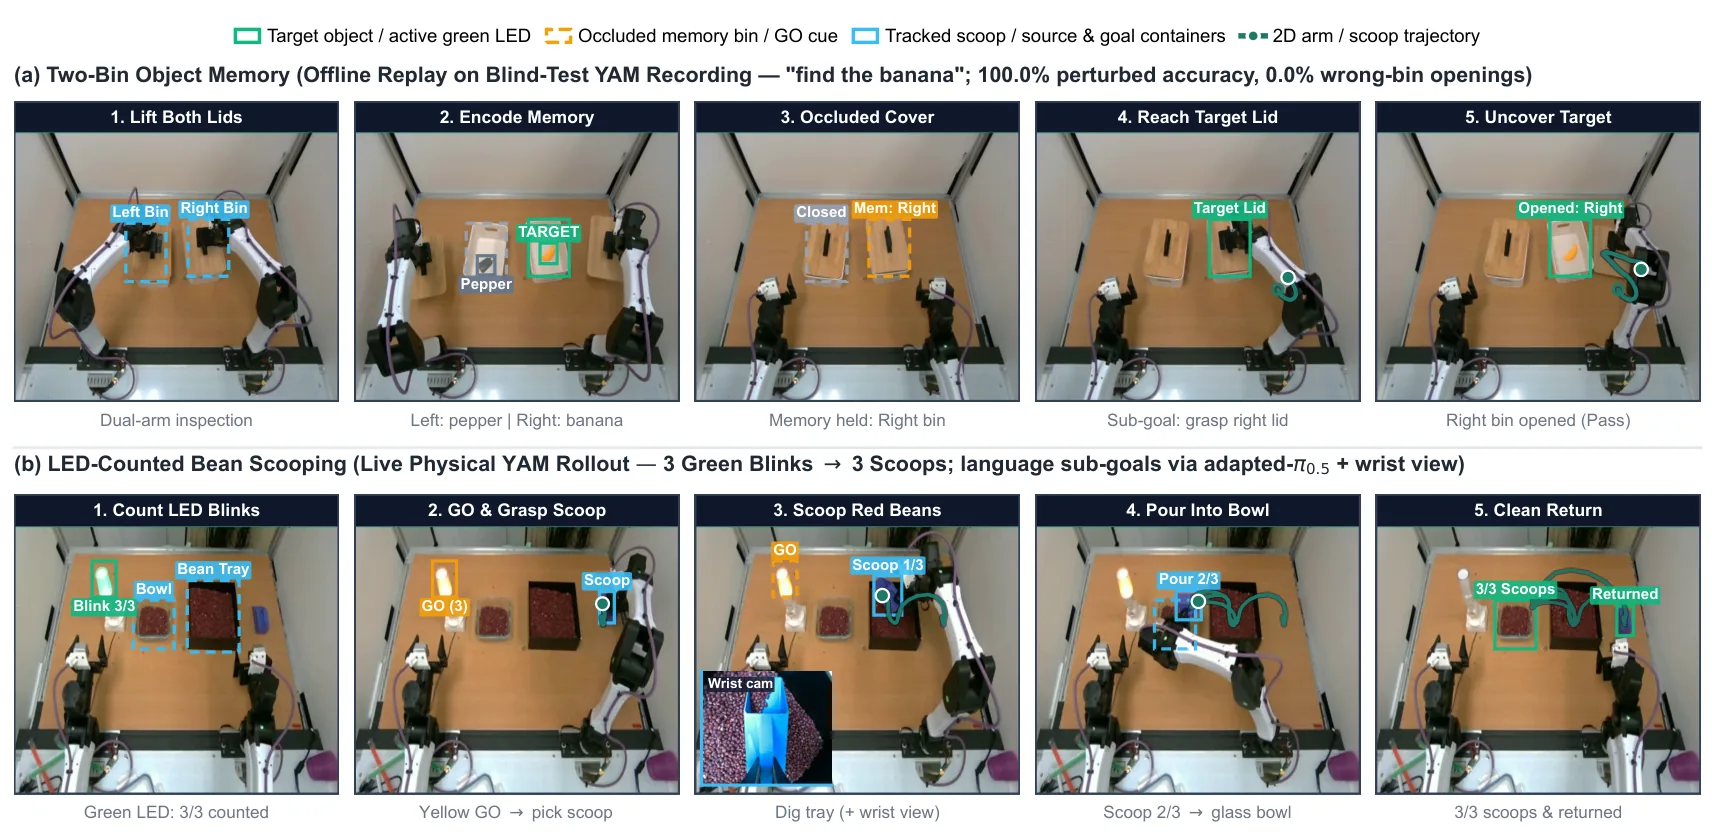 Target object / active green LED Occluded memory bin / GO cue Tracked scoop / source & goal containers 2D arm / scoop trajectory
(a) Two-Bin Object Memory (Offline Replay on Blind-Test YAM Recording — "find the banana"; 100.0% perturbed accuracy, 0.0% wrong-bin openings)
1. Lift Both Lids
Left Bin
Right Bin
Dual-arm inspection
2. Encode Memory
TARGET
Pepper
Left: pepper | Right: banana
3. Occluded Cover
Closed
Mem: Right
Memory held: Right bin
4. Reach Target Lid
Target Lid
Sub-goal: grasp right lid
5. Uncover Target
Opened: Right
Right bin opened (Pass)
(b) LED-Counted Bean Scooping (Live Physical YAM Rollout — 3 Green Blinks → 3 Scoops; language sub-goals via adapted-π0.5 + wrist view)
1. Count LED Blinks
Bean Tray
Bowl
Blink 3/3
Green LED: 3/3 counted
2. GO & Grasp Scoop
Scoop
GO (3)
Yellow GO → pick scoop
3. Scoop Red Beans
GO
Scoop 1/3
Wrist cam
Dig tray (+ wrist view)
4. Pour Into Bowl
Pour 2/3
Scoop 2/3 → glass bowl
5. Clean Return
3/3 Scoops
Returned
3/3 scoops & returned